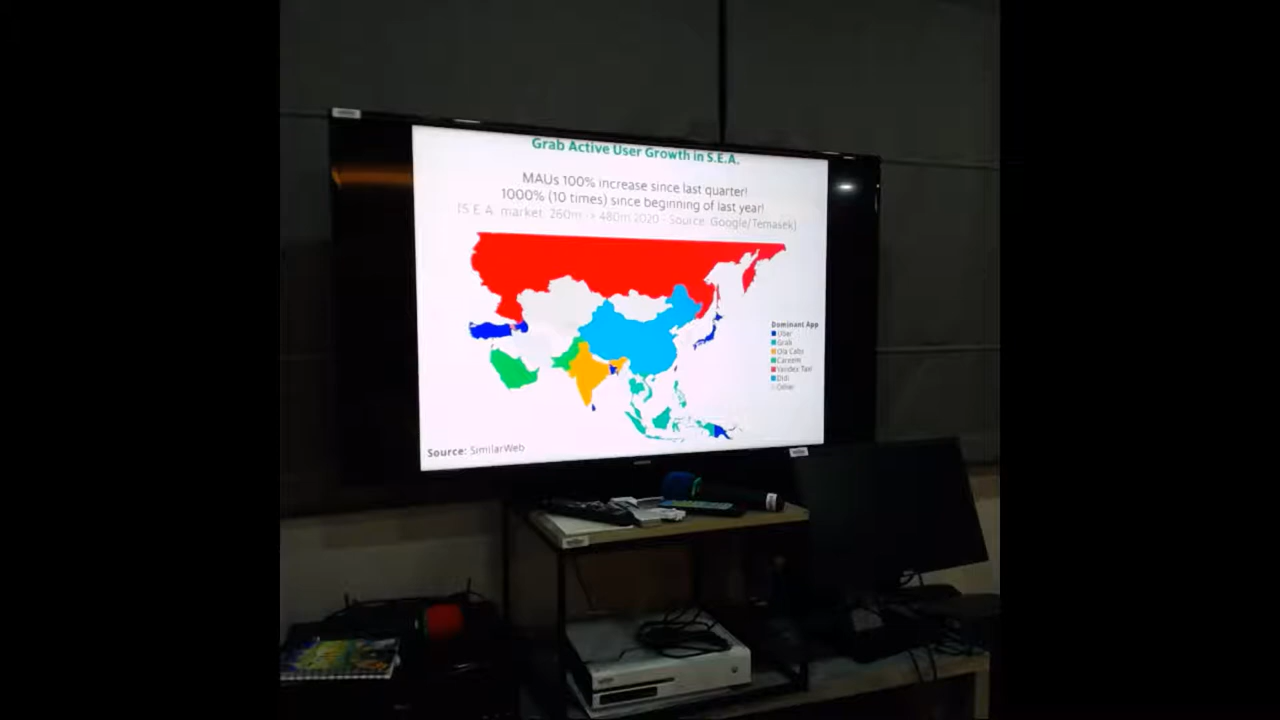 Grab Active User Growth in S.E.A.
MAUs 100% increase since last quarter!
1000% (10 times) since beginning of last year!
(S.E.A. market: 260m -> 480m 2020 - Source: Google/Temasek)
Dominant App
Uber
Grab
Ola Cabs
Careem
Yandex.Taxi
Didi
Other
Source: SimilarWeb